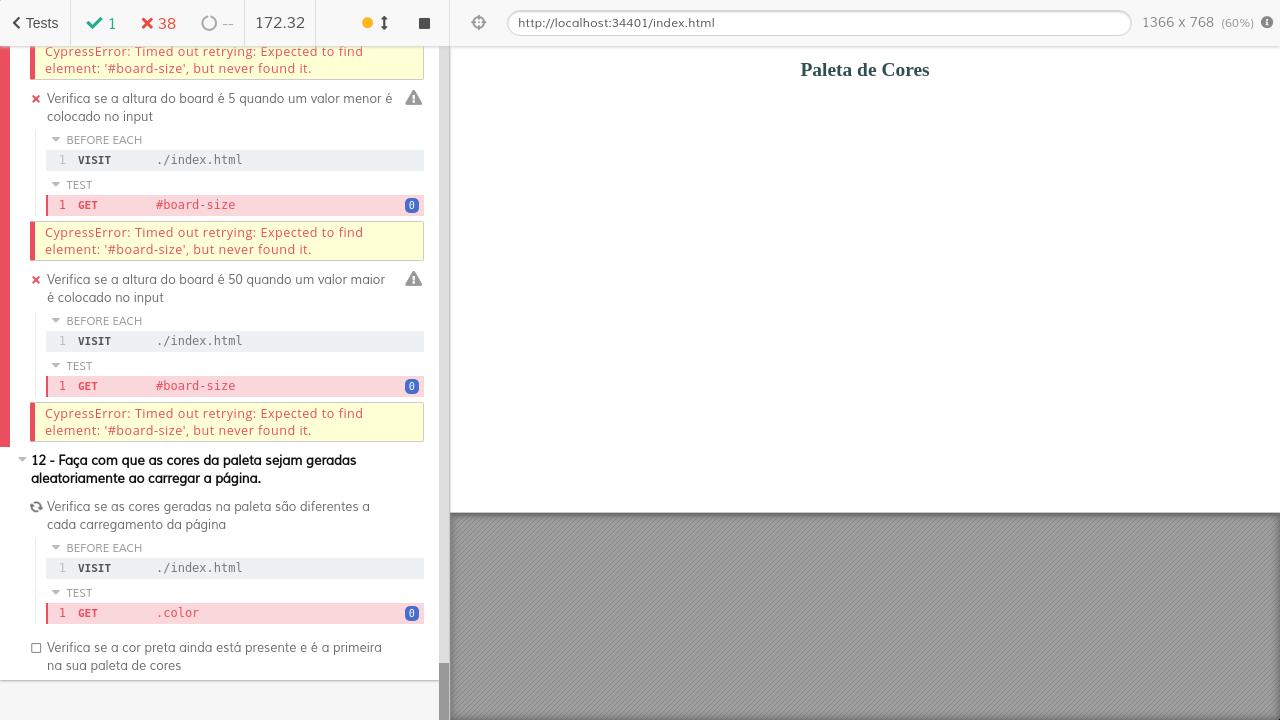 Tests 1 38 -- 172.32 http://localhost:34401/index.html 1366 x 768 (60%)
CypressError: Timed out retrying: Expected to find
element: '#board-size', but never found it.
Verifica se a altura do board é 5 quando um valor menor é
colocado no input
BEFORE EACH
1 VISIT ./index.html
TEST
1 GET #board-size 0
CypressError: Timed out retrying: Expected to find
element: '#board-size', but never found it.
Verifica se a altura do board é 50 quando um valor maior
é colocado no input
BEFORE EACH
1 VISIT ./index.html
TEST
1 GET #board-size 0
CypressError: Timed out retrying: Expected to find
element: '#board-size', but never found it.
12 - Faça com que as cores da paleta sejam geradas
aleatoriamente ao carregar a página.
Verifica se as cores geradas na paleta são diferentes a
cada carregamento da página
BEFORE EACH
1 VISIT ./index.html
TEST
1 GET .color 0
Verifica se a cor preta ainda está presente e é a primeira
na sua paleta de cores
Paleta de Cores